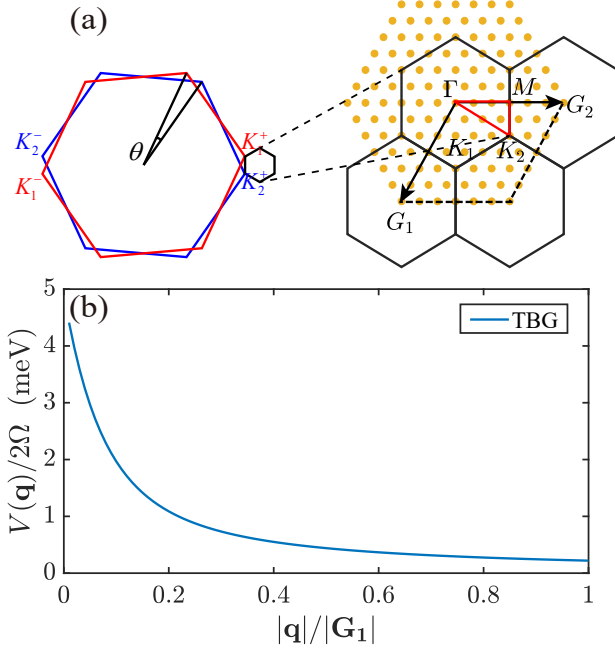 (a)
Γ
M
G₂
K₂⁻
K₁⁺
θ
K₁
K₂
K₁⁻
K₂⁺
G₁
(b)
5
4
3
2
1
0
V(q)/2Ω (meV)
TBG
0
0.2
0.4
0.6
0.8
1
|q|/|G₁|